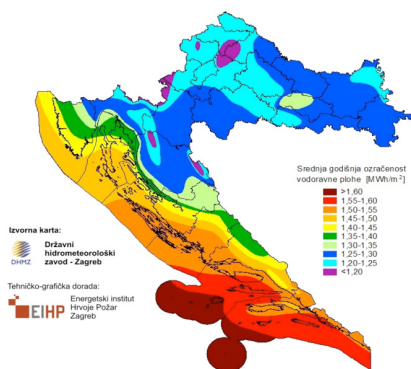 Srednja godišnja ozračenost
vodoravne plohe [MWh/m²]
>1,60
1,55-1,60
1,50-1,55
1,45-1,50
1,40-1,45
1,35-1,40
1,30-1,35
1,25-1,30
1,20-1,25
<1,20
Izvorna karta:
DHMZ
Državni
hidrometeorološki
zavod - Zagreb
Tehničko-grafička dorada:
EIHP
Energetski institut
Hrvoje Požar
Zagreb